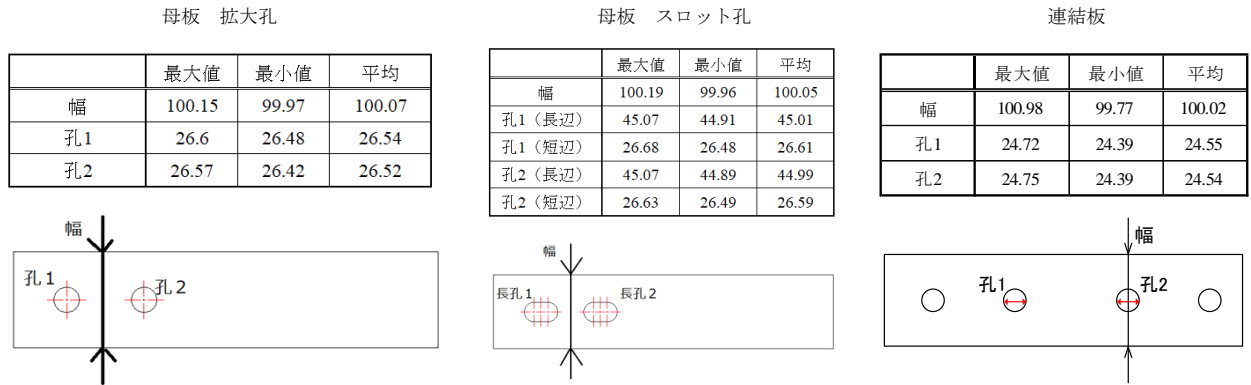 母板　拡大孔
最大値 最小値 平均
幅 100.15 99.97 100.07
孔1 26.6 26.48 26.54
孔2 26.57 26.42 26.52
幅
孔1
孔2
母板　スロット孔
最大値 最小値 平均
幅 100.19 99.96 100.05
孔1（長辺） 45.07 44.91 45.01
孔1（短辺） 26.68 26.48 26.61
孔2（長辺） 45.07 44.89 44.99
孔2（短辺） 26.63 26.49 26.59
幅
長孔1
長孔2
連結板
最大値 最小値 平均
幅 100.98 99.77 100.02
孔1 24.72 24.39 24.55
孔2 24.75 24.39 24.54
幅
孔1
孔2